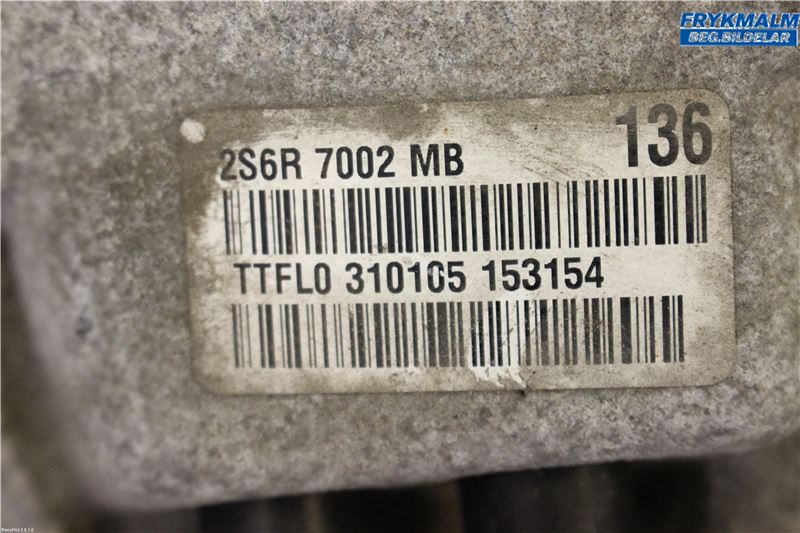 FRYKMALM
BEG.BILDELAR
2S6R 7002 MB
136
TTFL0 310105 153154